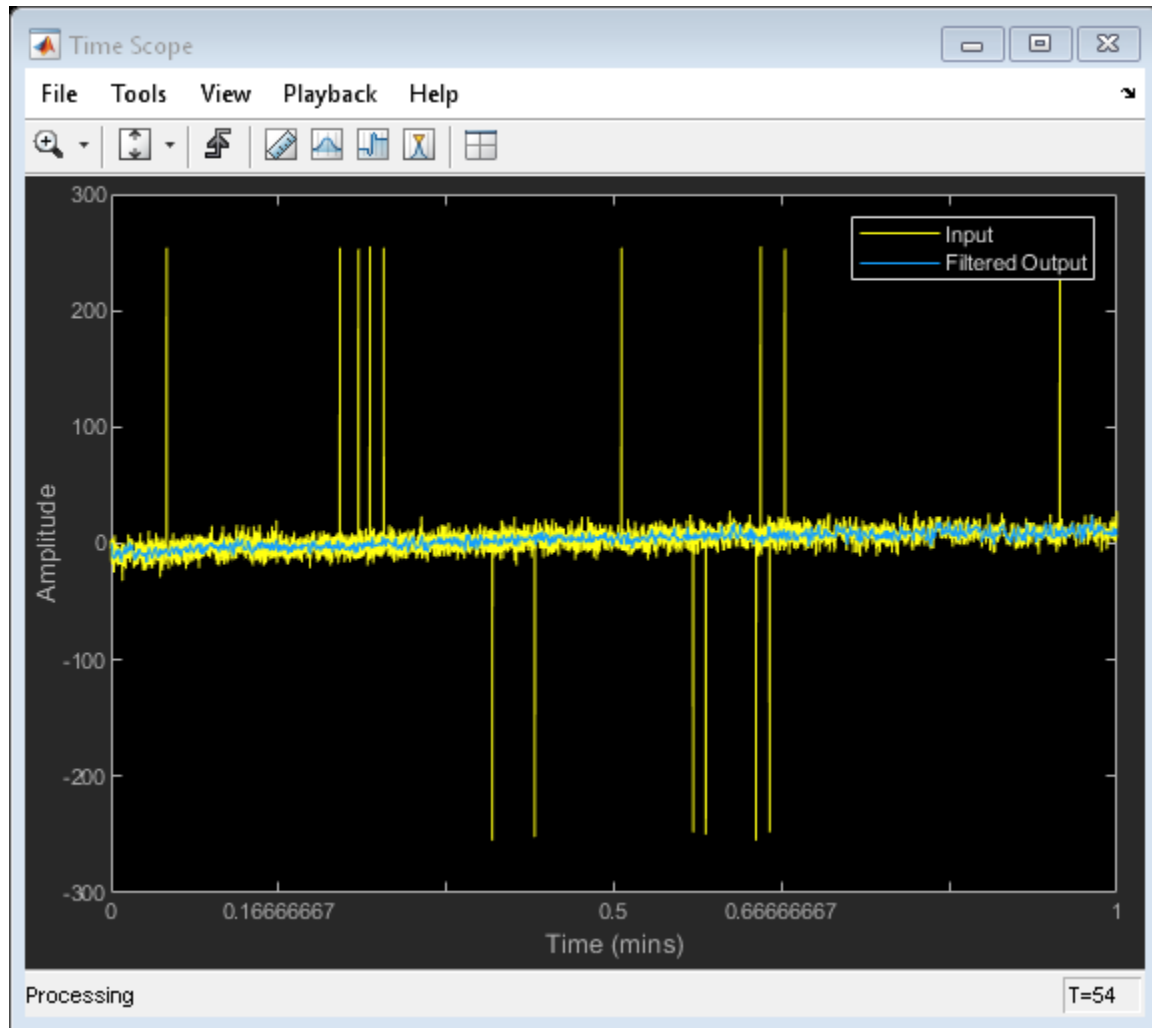 Time Scope
File Tools View Playback Help
300
200
100
0
-100
-200
-300
Amplitude
Input
Filtered Output
0 0.16666667 0.5 0.66666667 1
Time (mins)
Processing T=54